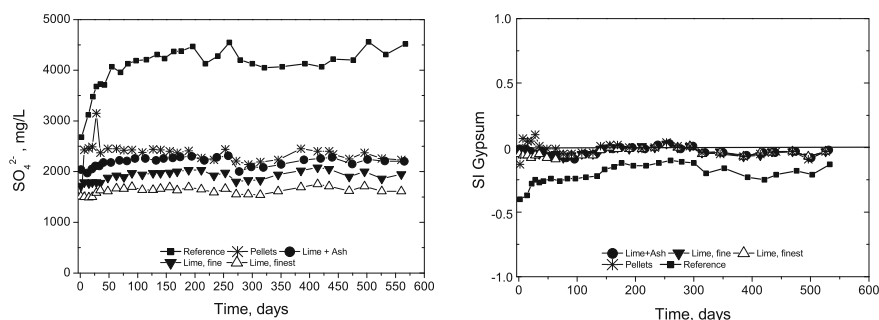 5000
4000
3000
2000
1000
0
SO₄²⁻, mg/L
Reference Pellets Lime + Ash
Lime, fine Lime, finest
0 50 100 150 200 250 300 350 400 450 500 550 600
Time, days
1.0
0.5
0
-0.5
-1.0
SI Gypsum
Lime+Ash Lime, fine Lime, finest
Pellets Reference
0 100 200 300 400 500 600
Time, days